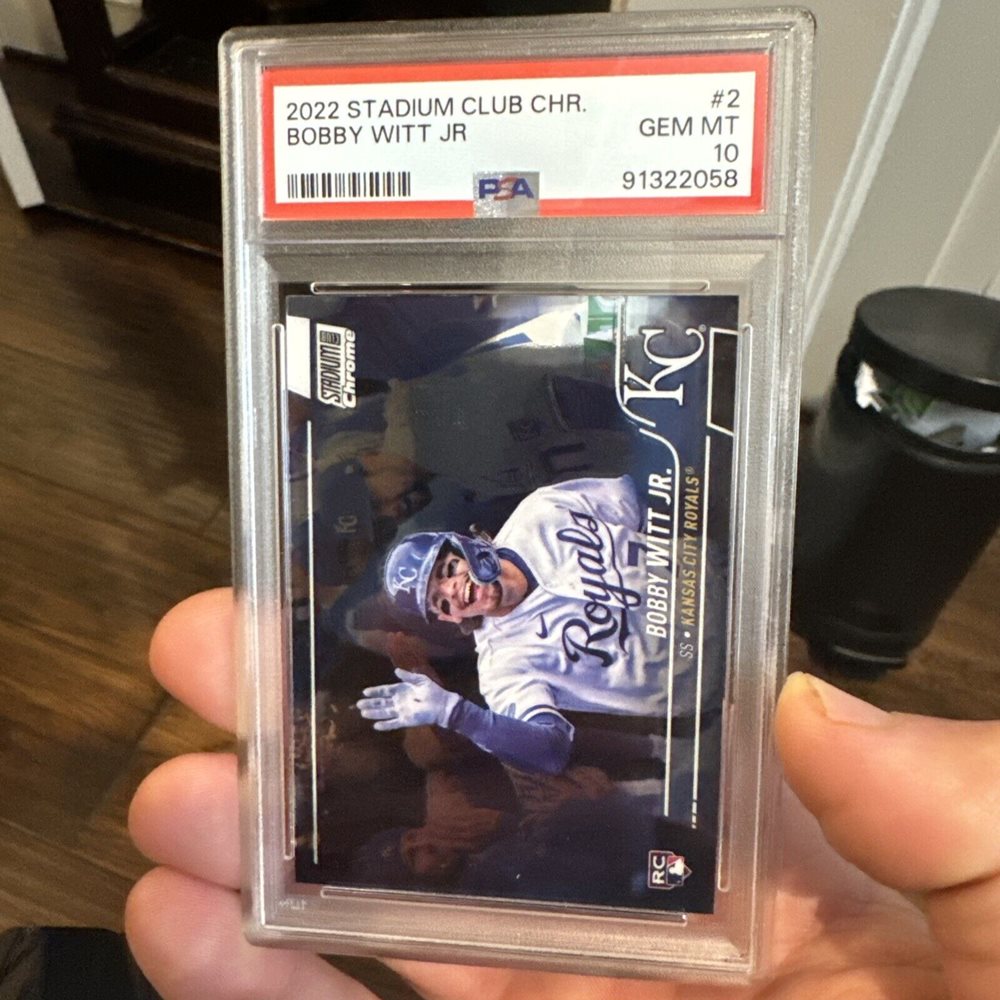 2022 STADIUM CLUB CHR.
BOBBY WITT JR
#2
GEM MT
10
91322058
PSA
STADIUM CLUB
Chrome
KC®
KC
Royals
7
BOBBY WITT JR.
SS • KANSAS CITY ROYALS®
RC